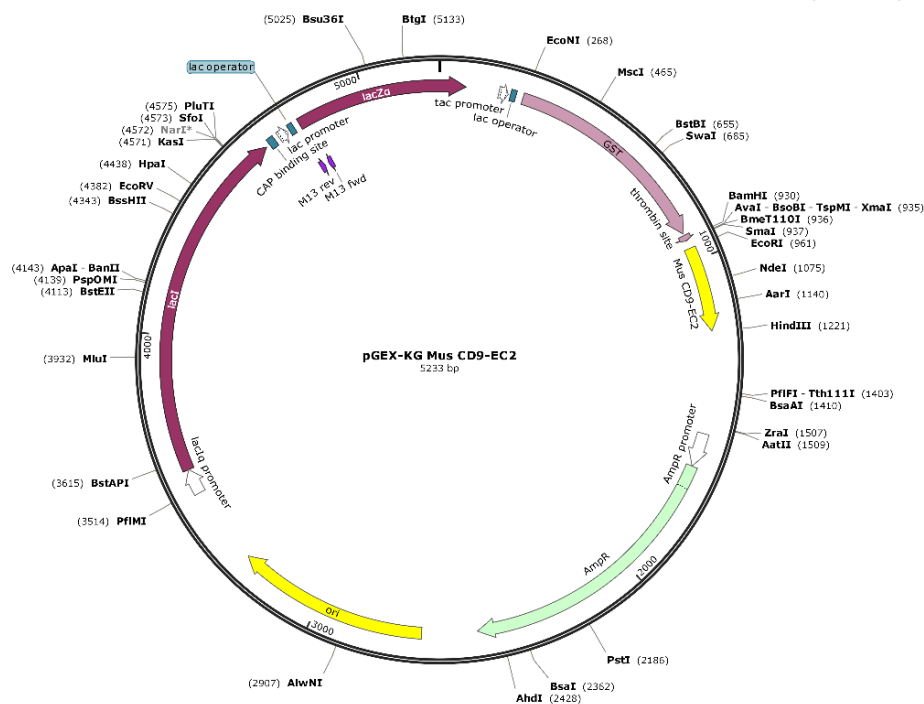 (5025) Bsu36I
BtgI (5133)
EcoNI (268)
MscI (465)
BstBI (655)
SwaI (685)
BamHI (930)
AvaI - BsoBI - TspMI - XmaI (935)
BmeT110I (936)
SmaI (937)
EcoRI (961)
NdeI (1075)
AarI (1140)
HindIII (1221)
PflFI - Tth111I (1403)
BsaAI (1410)
ZraI (1507)
AatII (1509)
PstI (2186)
BsaI (2362)
AhdI (2428)
(2907) AlwNI
(3514) PflMI
(3615) BstAPI
(3932) MluI
(4113) BstEII
(4139) PspOMI
(4143) ApaI - BanII
(4343) BssHII
(4382) EcoRV
(4438) HpaI
(4571) KasI
(4572) NarI*
(4573) SfoI
(4575) PluTI
lac operator
5000
lacZα
tac promoter
lac operator
GST
thrombin site
1000
Mus CD9-EC2
lac promoter
CAP binding site
M13 rev
M13 fwd
lacI
4000
pGEX-KG Mus CD9-EC2
5233 bp
lacIq promoter
AmpR promoter
AmpR
2000
ori
3000